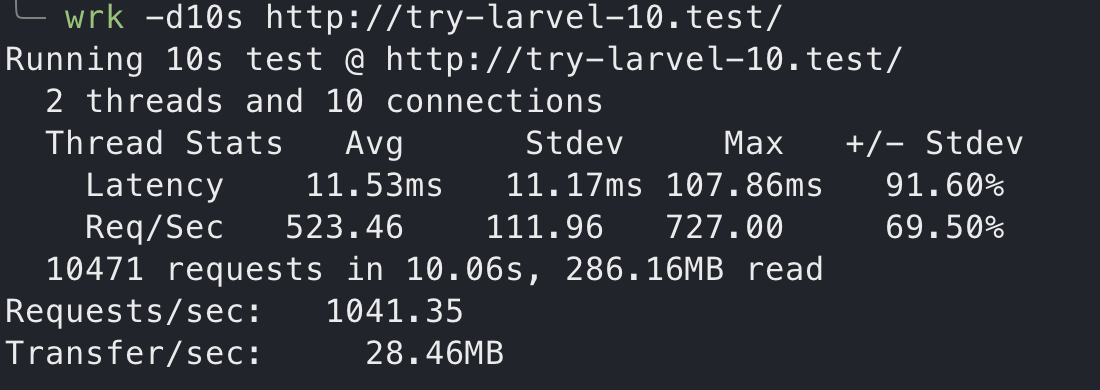 wrk -d10s http://try-larvel-10.test/
Running 10s test @ http://try-larvel-10.test/
  2 threads and 10 connections
  Thread Stats   Avg      Stdev     Max   +/- Stdev
    Latency    11.53ms   11.17ms 107.86ms   91.60%
    Req/Sec   523.46    111.96   727.00    69.50%
  10471 requests in 10.06s, 286.16MB read
Requests/sec:   1041.35
Transfer/sec:     28.46MB